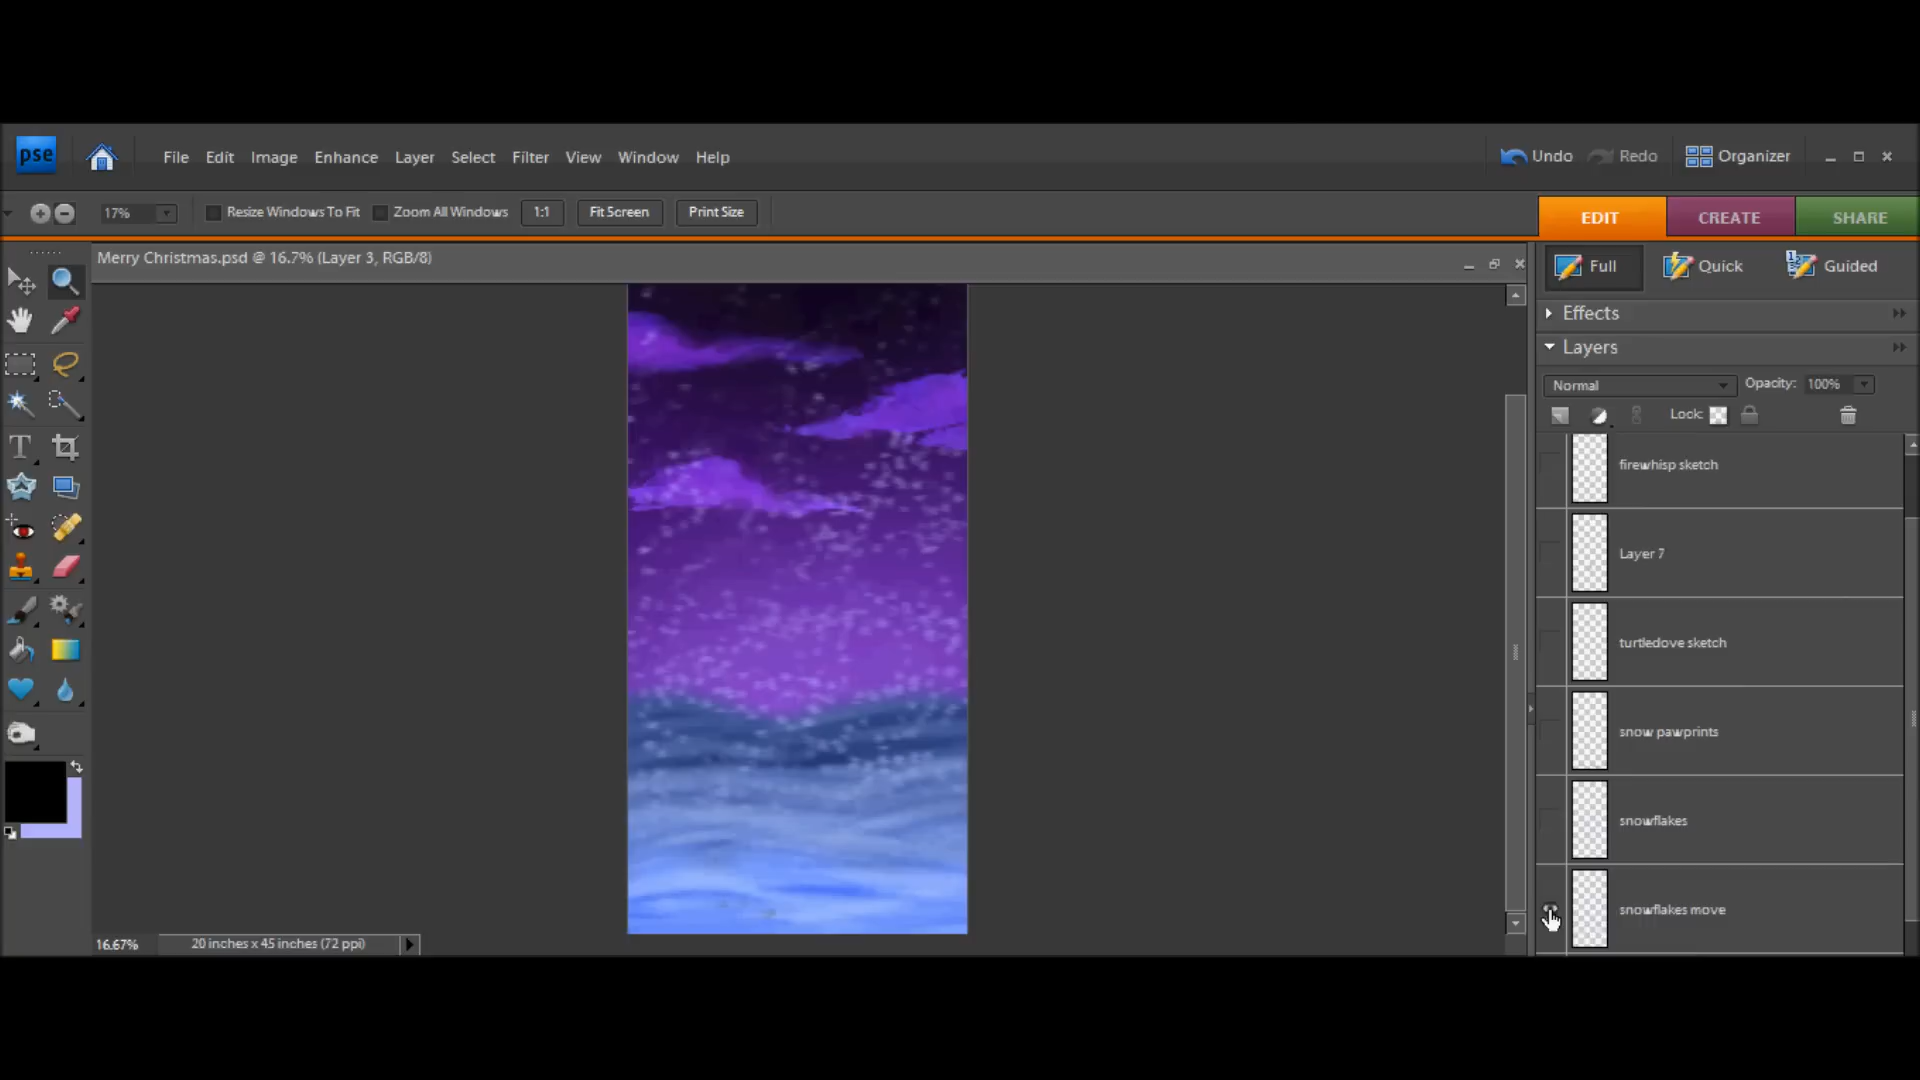 pse File Edit Image Enhance Layer Select Filter View Window Help Undo Redo Organizer
17% Resize Windows To Fit Zoom All Windows 1:1 Fit Screen Print Size EDIT CREATE SHARE
Merry Christmas.psd @ 16.7% (Layer 3, RGB/8)
Full Quick Guided
Effects
Layers
Normal Opacity: 100%
Lock:
firewhisp sketch
Layer 7
turtledove sketch
snow pawprints
snowflakes
snowflakes move
16.67% 20 inches x 45 inches (72 ppi)